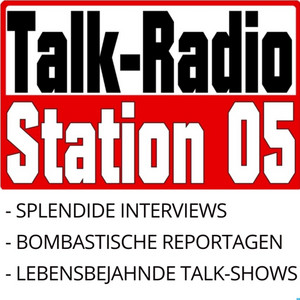 Talk-Radio
Station 05
- SPLENDIDE INTERVIEWS
- BOMBASTISCHE REPORTAGEN
- LEBENSBEJAHNDE TALK-SHOWS